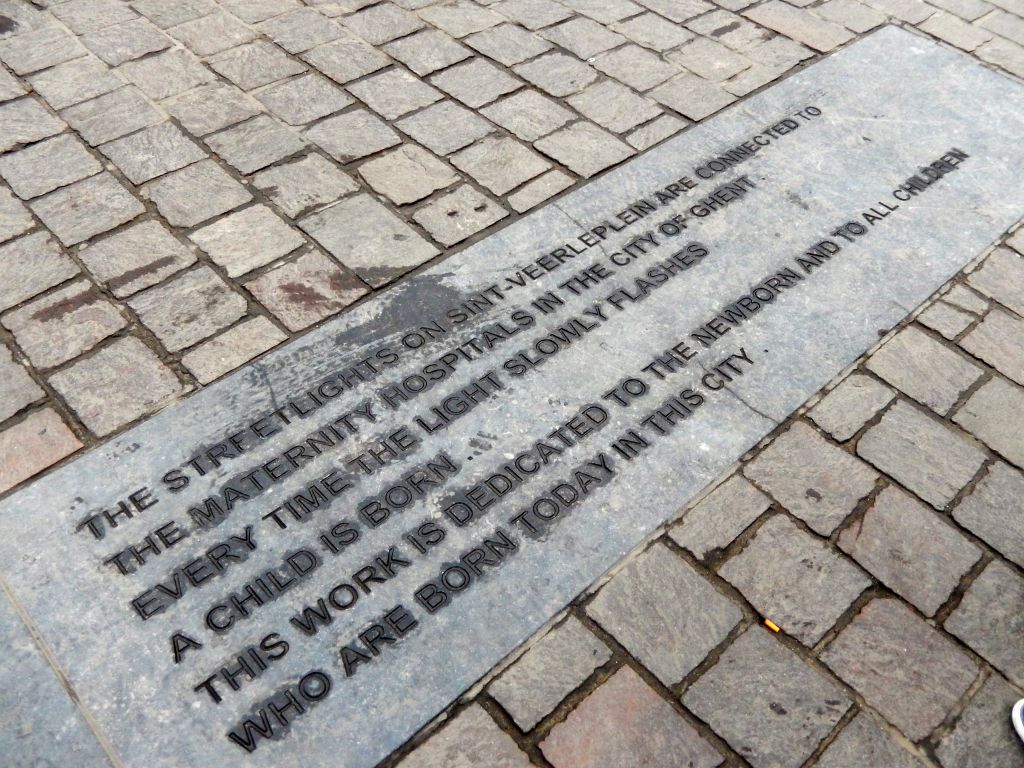 THE STREETLIGHTS ON SINT-VEERLEPLEIN ARE CONNECTED TO
THE MATERNITY HOSPITALS IN THE CITY OF GHENT
EVERY TIME THE LIGHT SLOWLY FLASHES
A CHILD IS BORN
THIS WORK IS DEDICATED TO THE NEWBORN AND TO ALL CHILDREN
WHO ARE BORN TODAY IN THIS CITY